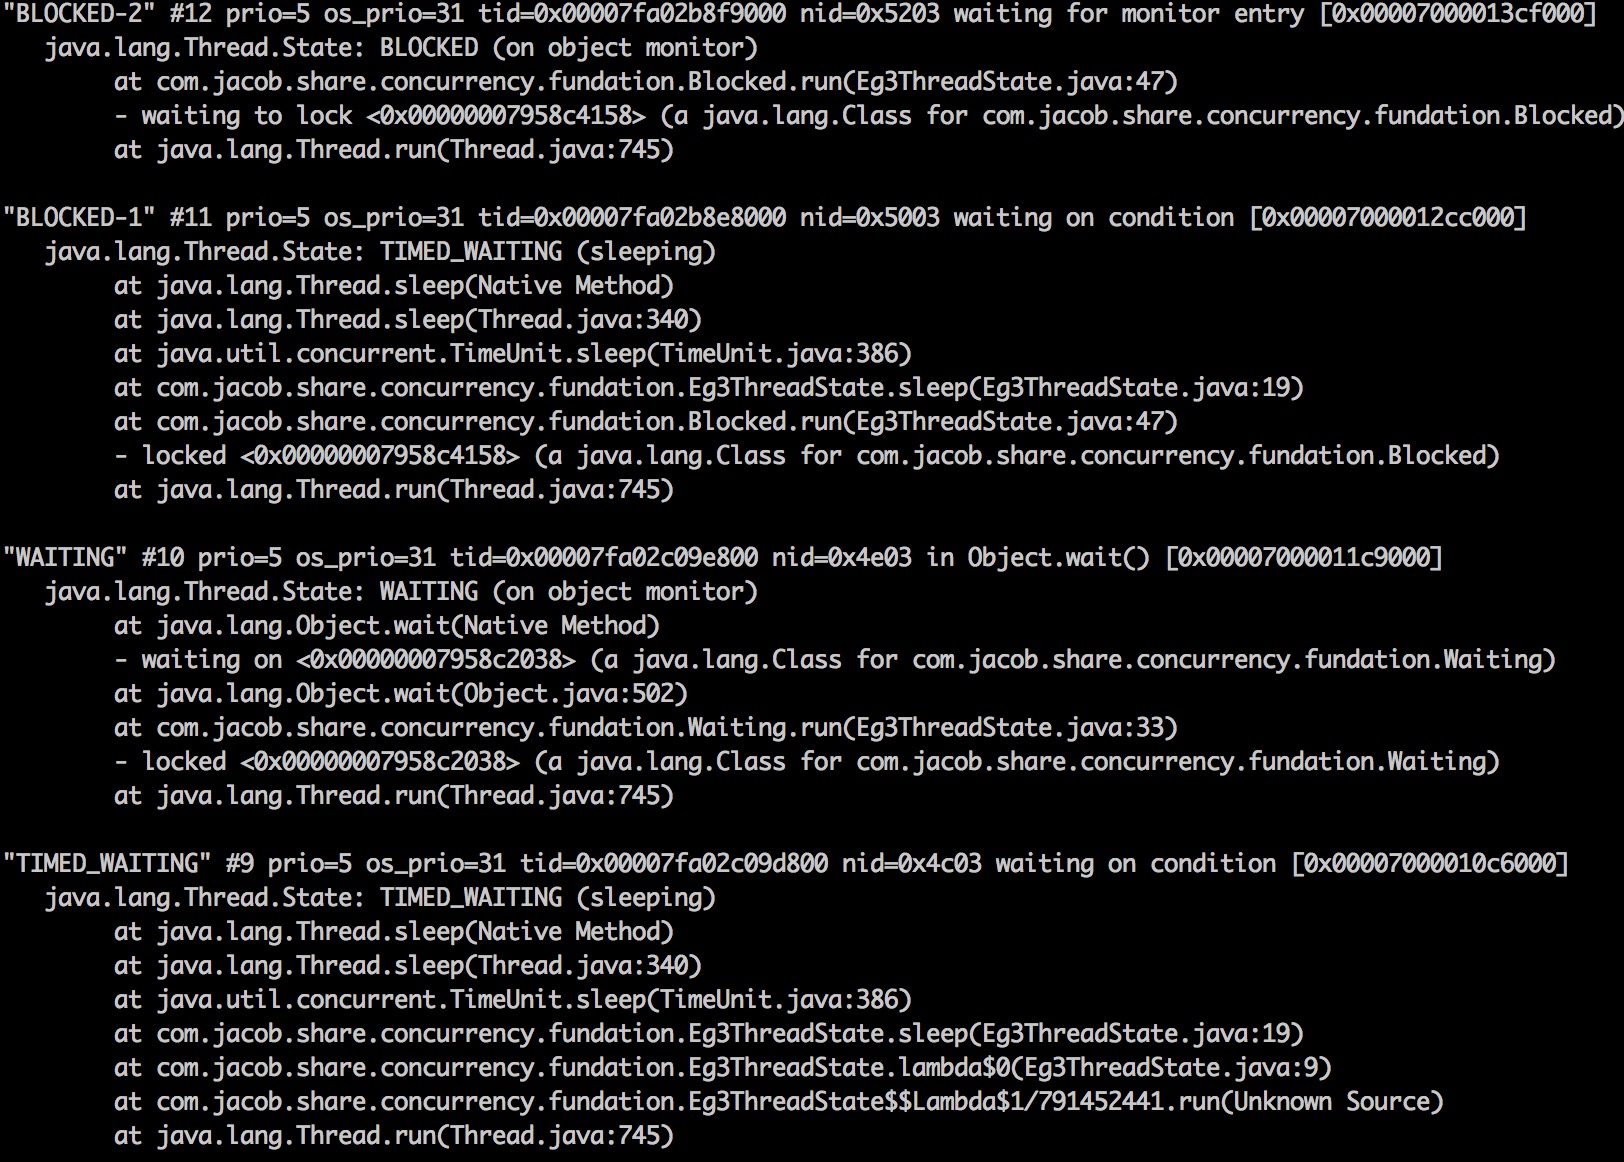 "BLOCKED-2" #12 prio=5 os_prio=31 tid=0x00007fa02b8f9000 nid=0x5203 waiting for monitor entry [0x00007000013cf000]
java.lang.Thread.State: BLOCKED (on object monitor)
at com.jacob.share.concurrency.fundation.Blocked.run(Eg3ThreadState.java:47)
- waiting to lock <0x00000007958c4158> (a java.lang.Class for com.jacob.share.concurrency.fundation.Blocked)
at java.lang.Thread.run(Thread.java:745)
"BLOCKED-1" #11 prio=5 os_prio=31 tid=0x00007fa02b8e8000 nid=0x5003 waiting on condition [0x00007000012cc000]
java.lang.Thread.State: TIMED_WAITING (sleeping)
at java.lang.Thread.sleep(Native Method)
at java.lang.Thread.sleep(Thread.java:340)
at java.util.concurrent.TimeUnit.sleep(TimeUnit.java:386)
at com.jacob.share.concurrency.fundation.Eg3ThreadState.sleep(Eg3ThreadState.java:19)
at com.jacob.share.concurrency.fundation.Blocked.run(Eg3ThreadState.java:47)
- locked <0x00000007958c4158> (a java.lang.Class for com.jacob.share.concurrency.fundation.Blocked)
at java.lang.Thread.run(Thread.java:745)
"WAITING" #10 prio=5 os_prio=31 tid=0x00007fa02c09e800 nid=0x4e03 in Object.wait() [0x00007000011c9000]
java.lang.Thread.State: WAITING (on object monitor)
at java.lang.Object.wait(Native Method)
- waiting on <0x00000007958c2038> (a java.lang.Class for com.jacob.share.concurrency.fundation.Waiting)
at java.lang.Object.wait(Object.java:502)
at com.jacob.share.concurrency.fundation.Waiting.run(Eg3ThreadState.java:33)
- locked <0x00000007958c2038> (a java.lang.Class for com.jacob.share.concurrency.fundation.Waiting)
at java.lang.Thread.run(Thread.java:745)
"TIMED_WAITING" #9 prio=5 os_prio=31 tid=0x00007fa02c09d800 nid=0x4c03 waiting on condition [0x00007000010c6000]
java.lang.Thread.State: TIMED_WAITING (sleeping)
at java.lang.Thread.sleep(Native Method)
at java.lang.Thread.sleep(Thread.java:340)
at java.util.concurrent.TimeUnit.sleep(TimeUnit.java:386)
at com.jacob.share.concurrency.fundation.Eg3ThreadState.sleep(Eg3ThreadState.java:19)
at com.jacob.share.concurrency.fundation.Eg3ThreadState.lambda$0(Eg3ThreadState.java:9)
at com.jacob.share.concurrency.fundation.Eg3ThreadState$$Lambda$1/791452441.run(Unknown Source)
at java.lang.Thread.run(Thread.java:745)